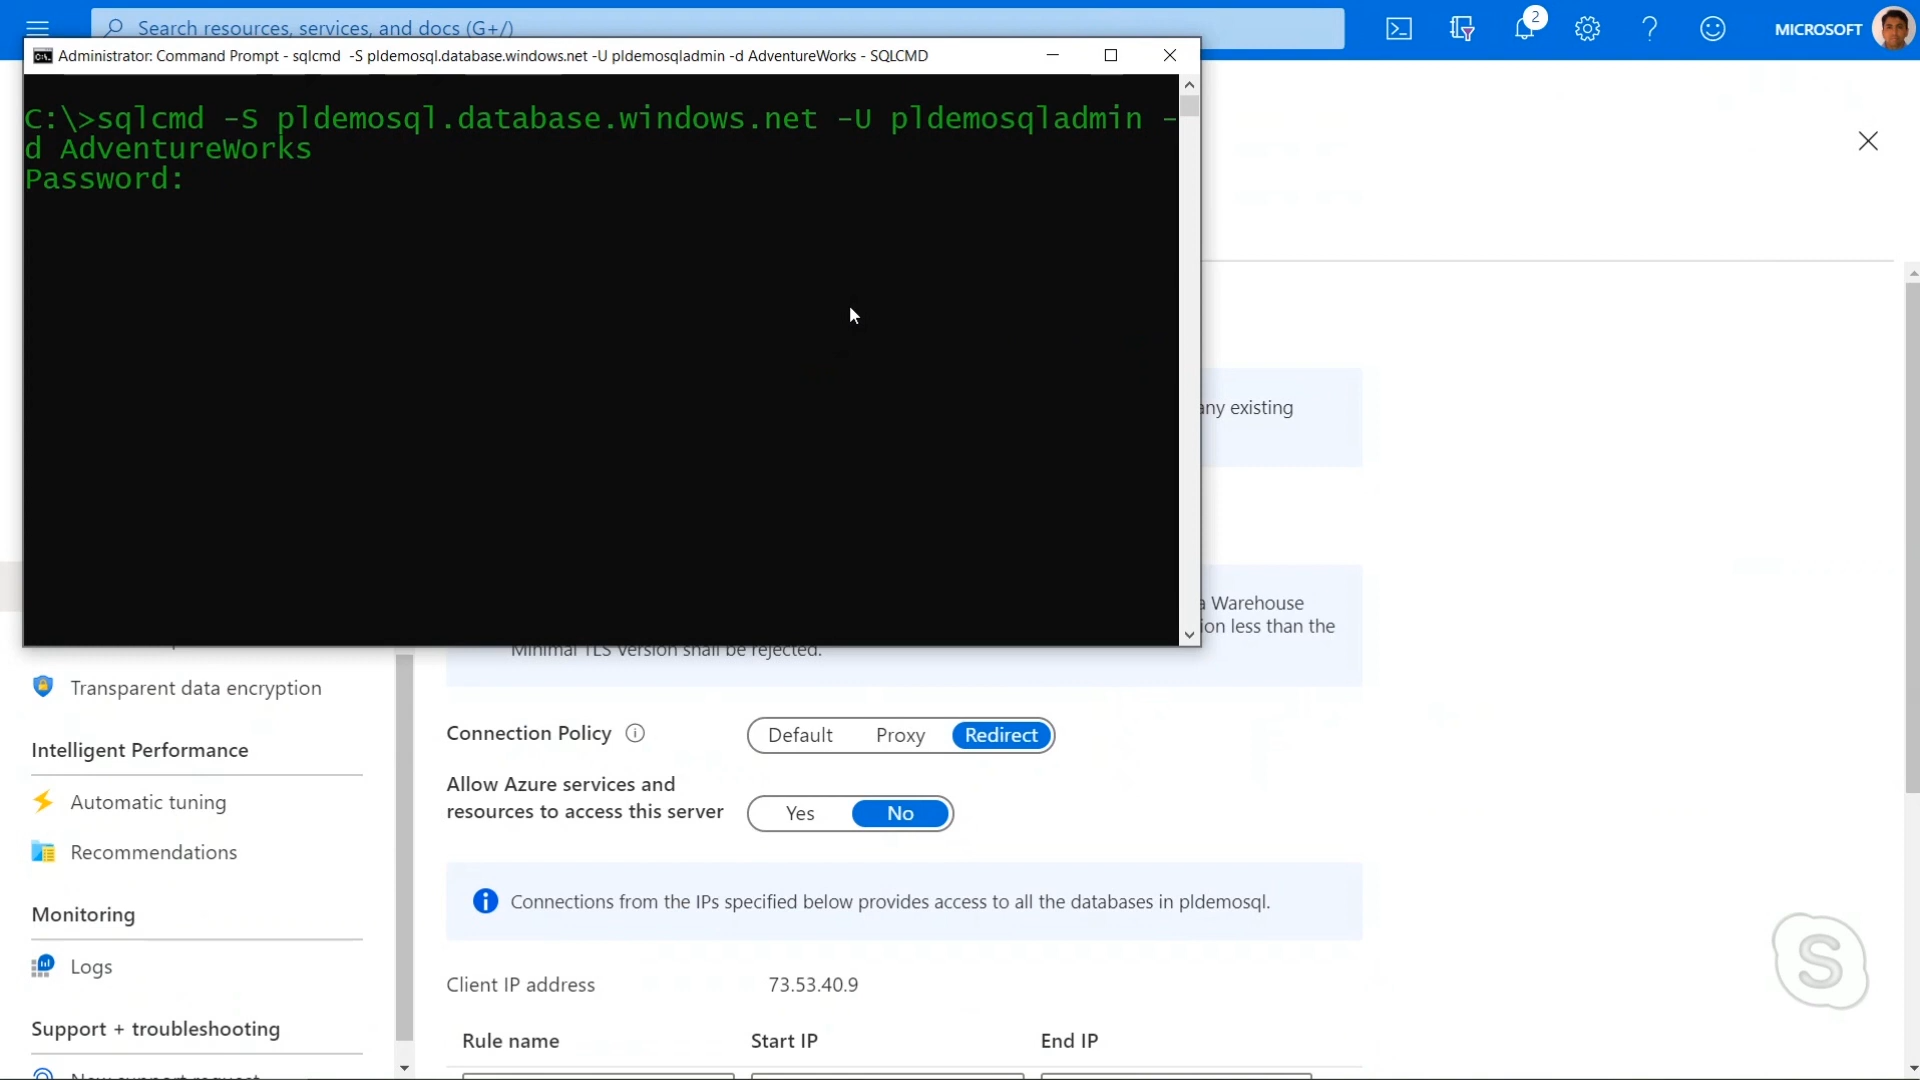 Search resources, services, and docs (G+/)
2
MICROSOFT
Administrator: Command Prompt - sqlcmd -S pldemosql.database.windows.net -U pldemosqladmin -d AdventureWorks - SQLCMD
C:\>sqlcmd -S pldemosql.database.windows.net -U pldemosqladmin -
d AdventureWorks
Password:
any existing
a Warehouse
ion less than the
Minimal TLS Version shall be rejected.
Transparent data encryption
Intelligent Performance
Automatic tuning
Recommendations
Monitoring
Logs
Support + troubleshooting
New support request
Connection Policy
Default Proxy Redirect
Allow Azure services and
resources to access this server
Yes No
Connections from the IPs specified below provides access to all the databases in pldemosql.
Client IP address 73.53.40.9
Rule name Start IP End IP
S